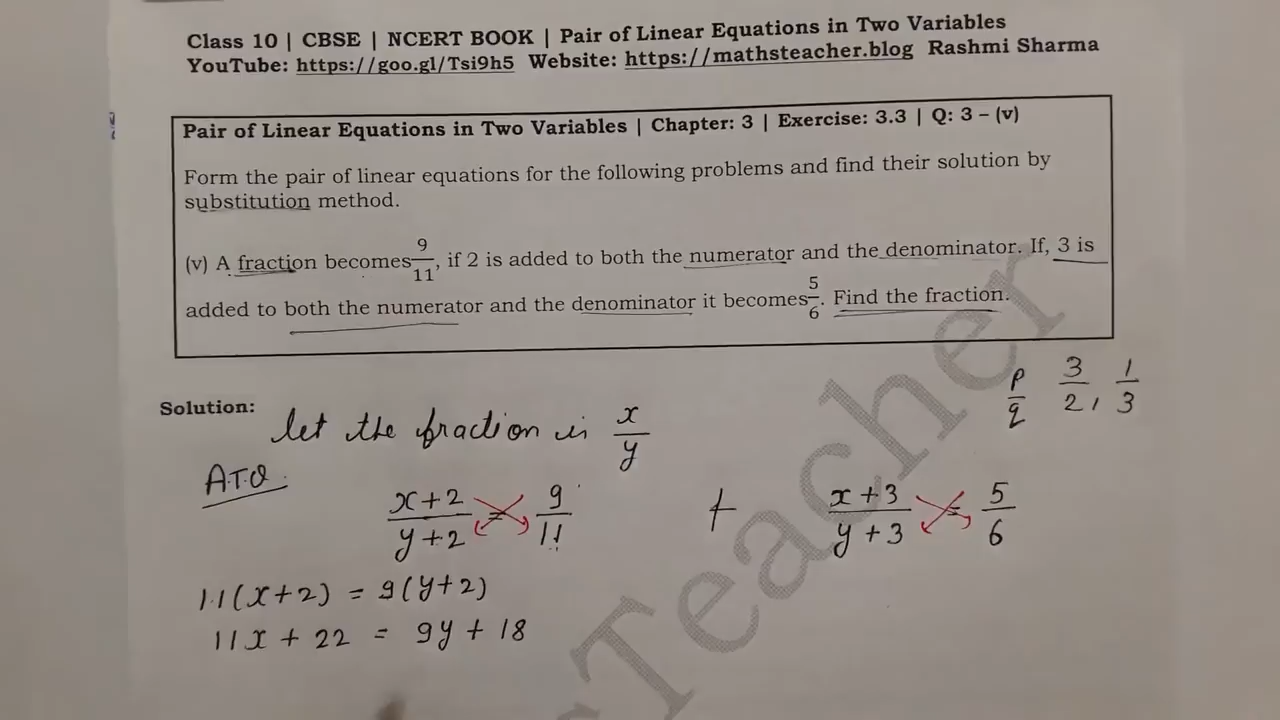 Class 10 | CBSE | NCERT BOOK | Pair of Linear Equations in Two Variables
YouTube: https://goo.gl/Tsi9h5 Website: https://mathsteacher.blog Rashmi Sharma
Pair of Linear Equations in Two Variables | Chapter: 3 | Exercise: 3.3 | Q: 3 – (v)
Form the pair of linear equations for the following problems and find their solution by
substitution method.
(v) A fraction becomes 9/11, if 2 is added to both the numerator and the denominator. If, 3 is
added to both the numerator and the denominator it becomes 5/6. Find the fraction.
p/q 3/2, 1/3
Solution: let the fraction is x/y
A.T.Q.
(x+2)/(y+2) = 9/11 + (x+3)/(y+3) = 5/6
11(x+2) = 9(y+2)
11x + 22 = 9y + 18
sTeacher